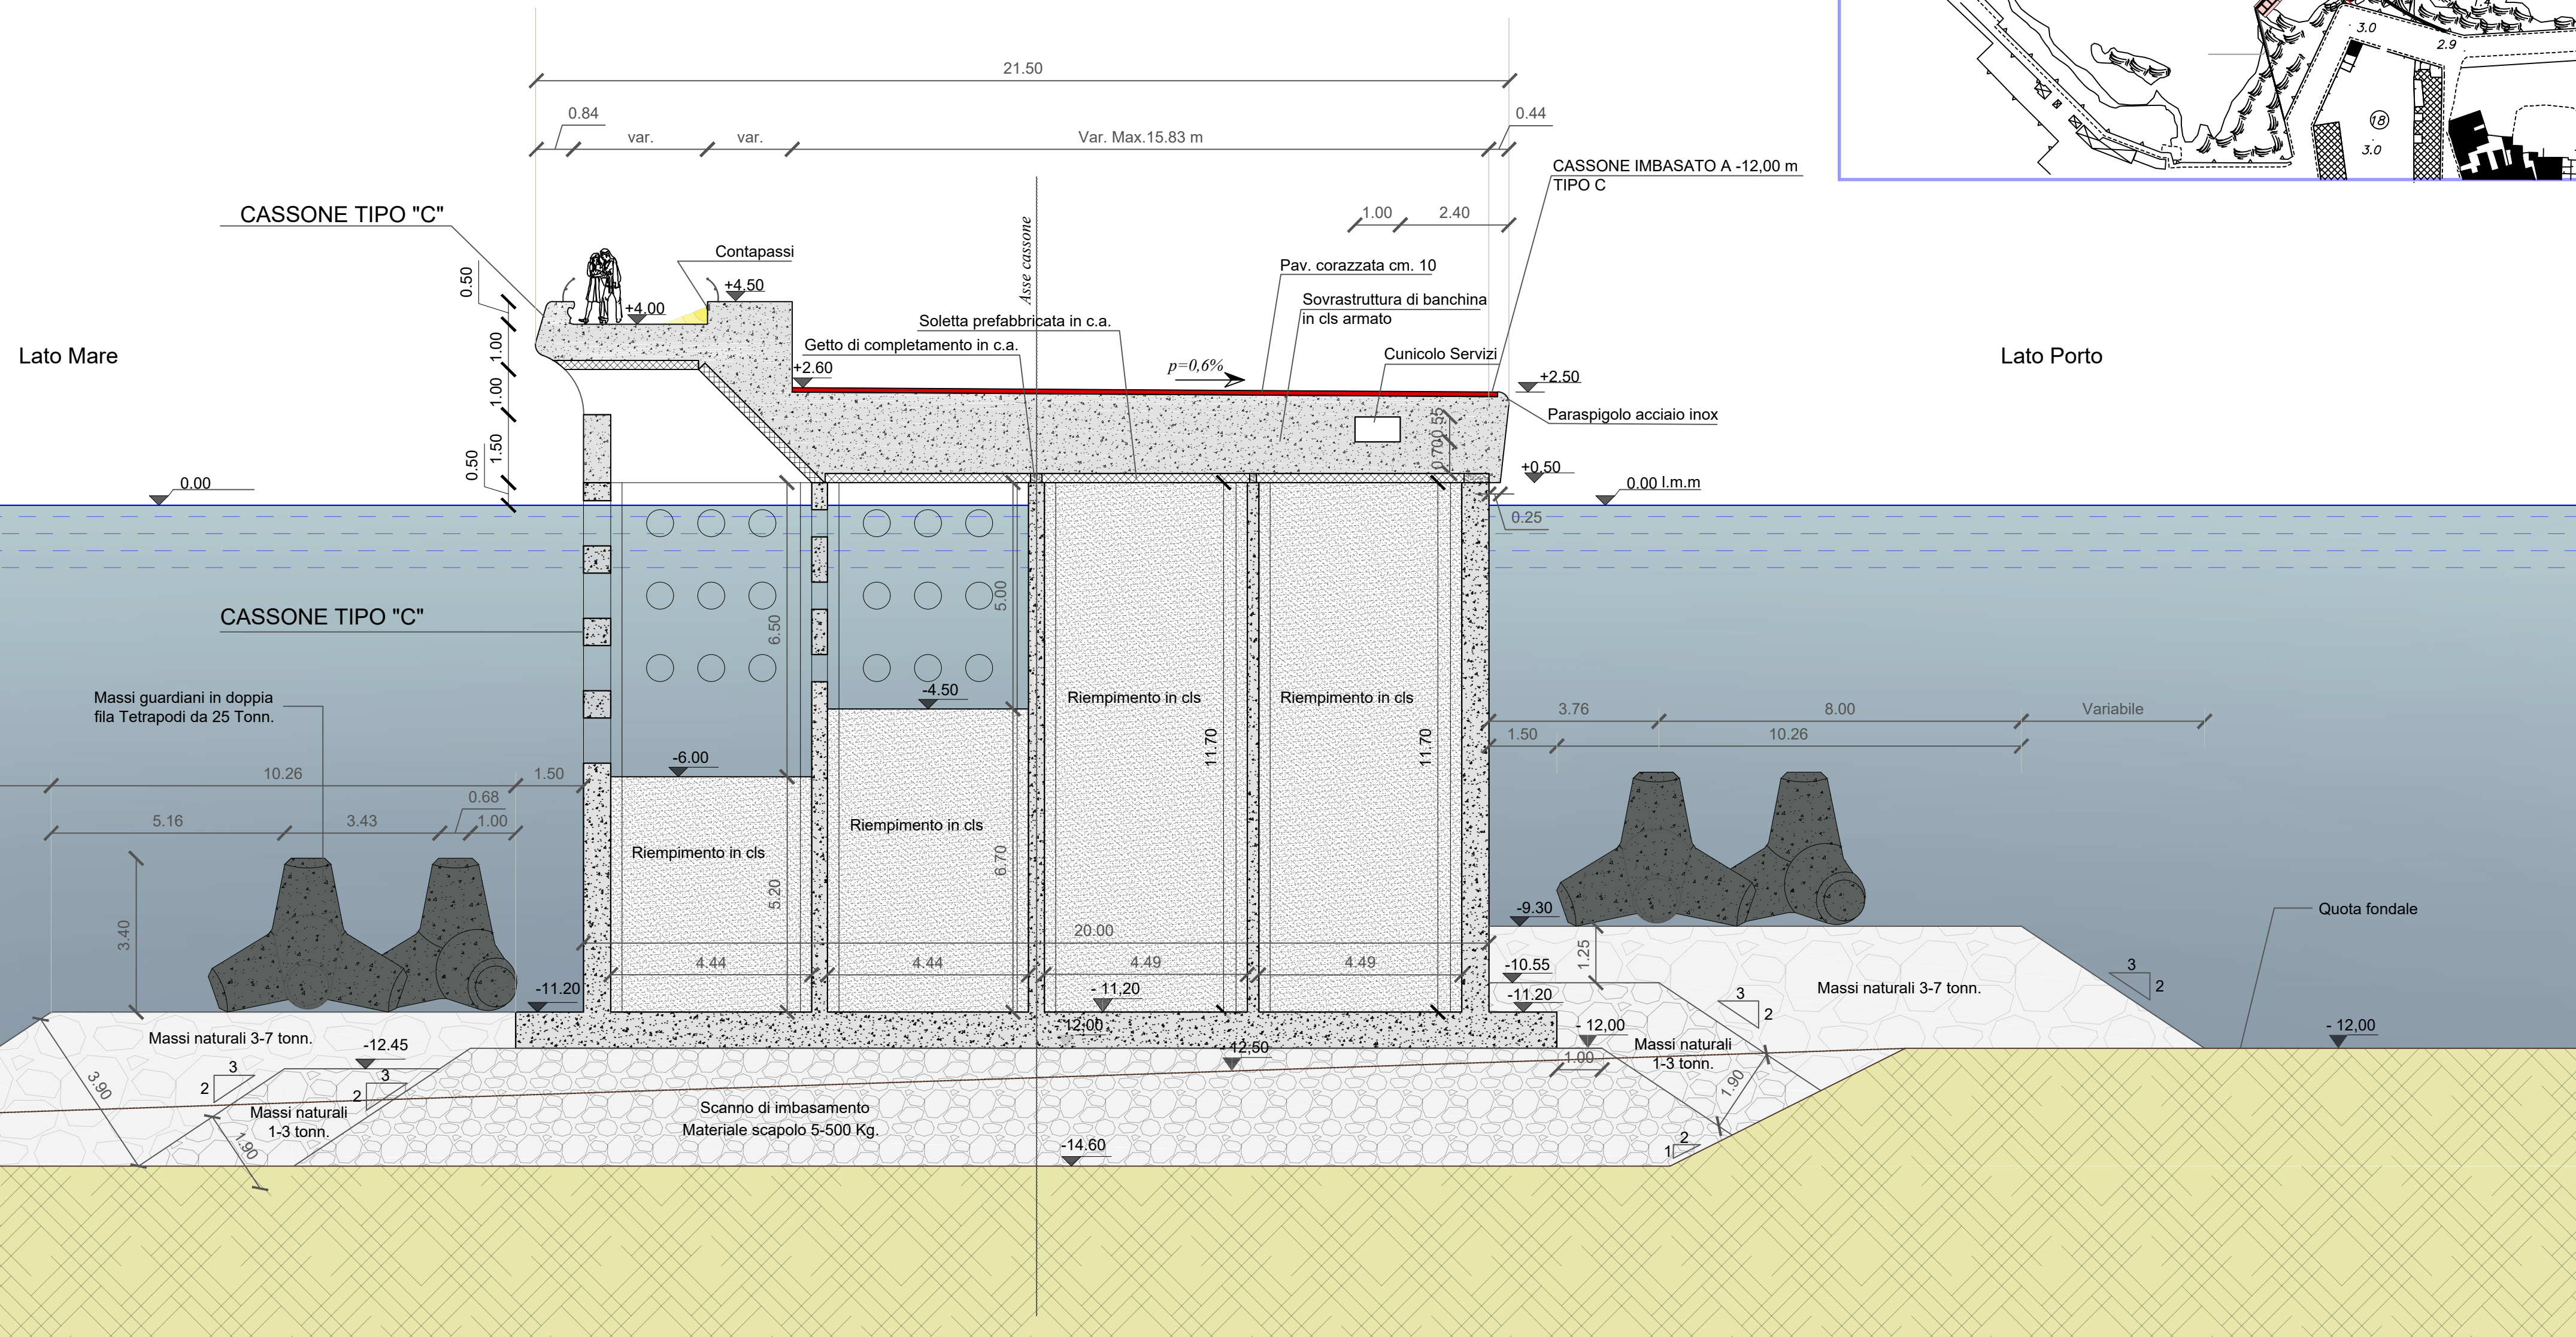 3.0
2.9
18
3.0
21.50
0.84
var.
var.
Var. Max.15.83 m
0.44
CASSONE IMBASATO A -12,00 m
TIPO C
1.00
2.40
CASSONE TIPO "C"
Asse cassone
Contapassi
Pav. corazzata cm. 10
0.50
+4.50
+4.00
Sovrastruttura di banchina
in cls armato
Soletta prefabbricata in c.a.
Getto di completamento in c.a.
Cunicolo Servizi
Lato Mare
Lato Porto
1.00
p=0,6%
+2.60
+2.50
1.00
Paraspigolo acciaio inox
0.55
0.70
1.50
0.50
+0,50
0.00
0.00 l.m.m
0.25
5.00
6.50
CASSONE TIPO "C"
-4.50
Riempimento in cls
Riempimento in cls
Massi guardiani in doppia
fila Tetrapodi da 25 Tonn.
3.76
8.00
Variabile
1.50
10.26
11.70
11.70
-6.00
10.26
1.50
0.68
5.16
3.43
1.00
Riempimento in cls
Riempimento in cls
6.70
5.20
3.40
-9.30
Quota fondale
20.00
1.25
4.44
4.44
4.49
4.49
-10.55
3
2
-11.20
- 11,20
-11.20
Massi naturali 3-7 tonn.
3
2
-12.00
- 12,00
- 12,00
Massi naturali 3-7 tonn.
-12.45
-12,50
Massi naturali
1-3 tonn.
1.00
3.90
3
2
3
2
1.90
Massi naturali
1-3 tonn.
Scanno di imbasamento
Materiale scapolo 5-500 Kg.
1.90
-14.60
2
1